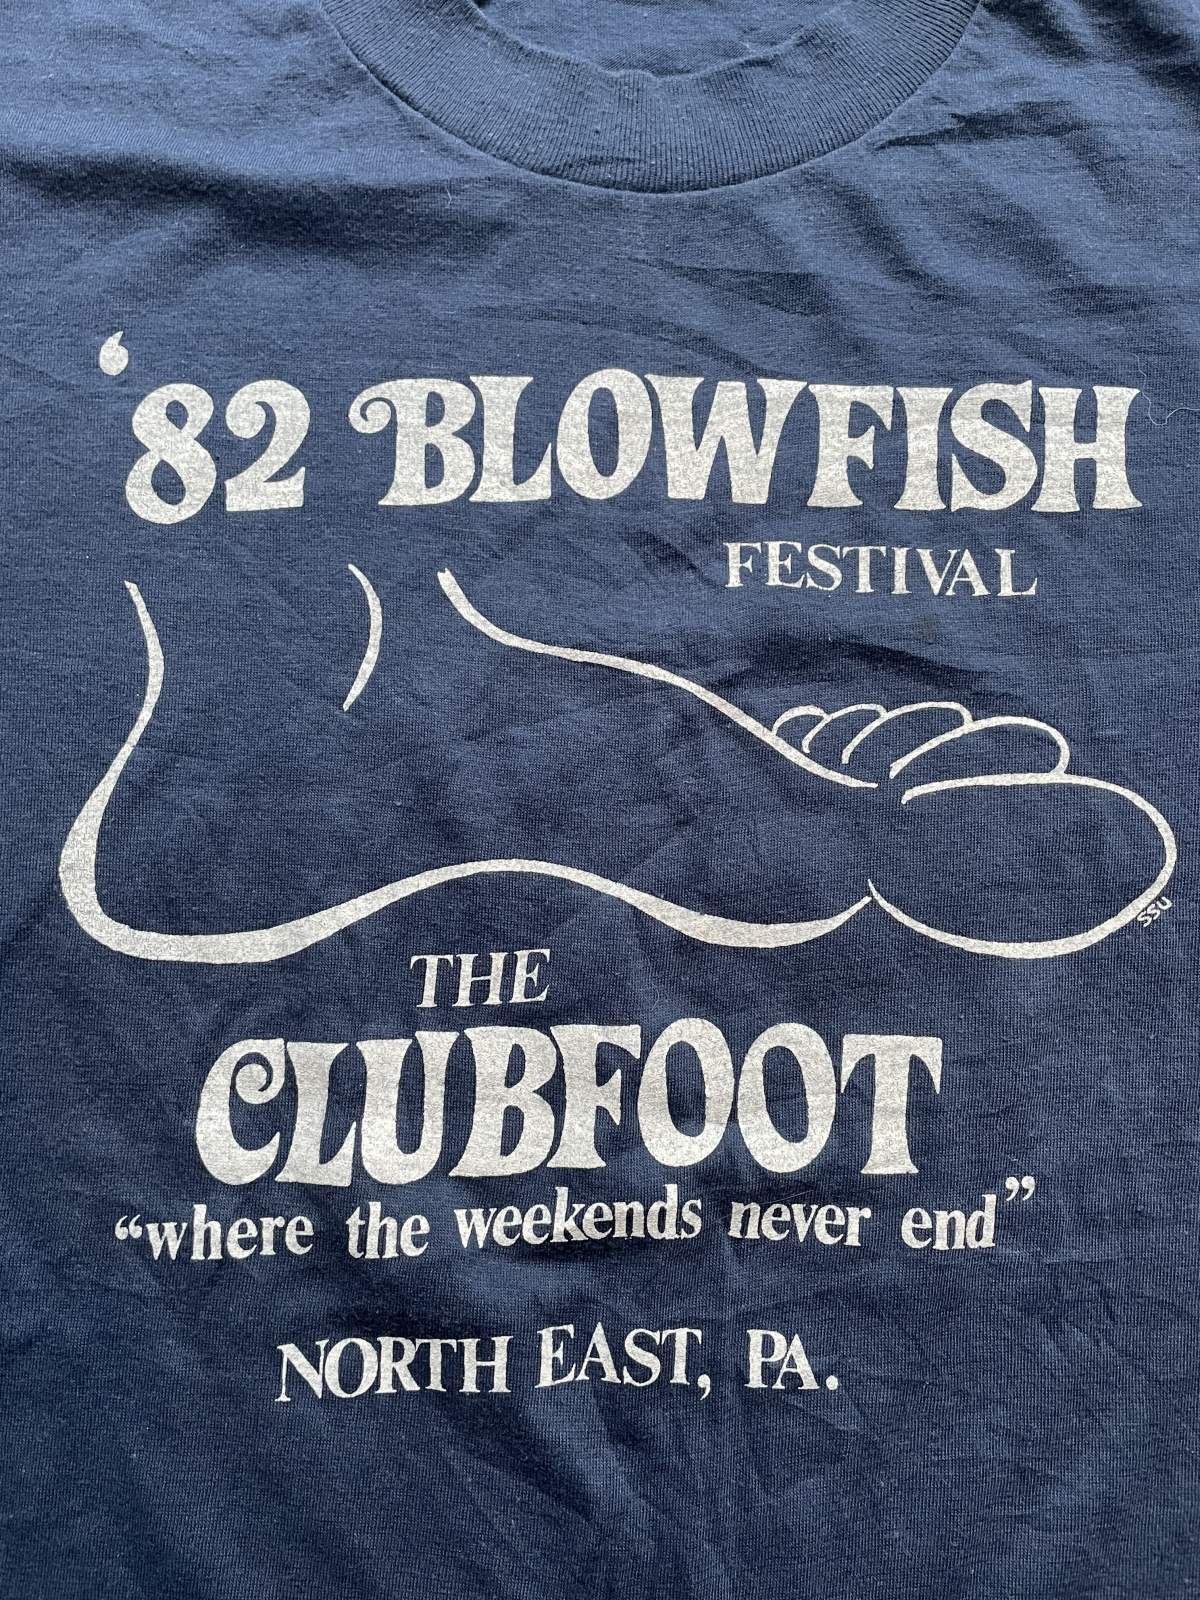 ‘82 BLOWFISH
FESTIVAL
SSU
THE
CLUBFOOT
“where the weekends never end”
NORTH EAST, PA.